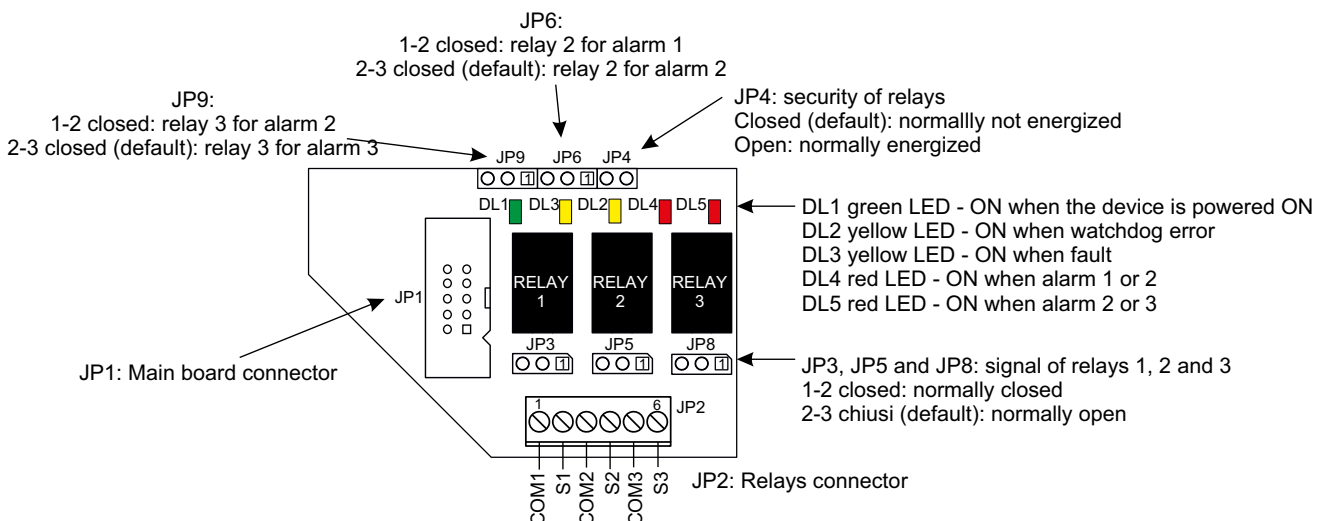 JP6:
1-2 closed: relay 2 for alarm 1
2-3 closed (default): relay 2 for alarm 2
JP9:
1-2 closed: relay 3 for alarm 2
2-3 closed (default): relay 3 for alarm 3
JP4: security of relays
Closed (default): normallly not energized
Open: normally energized
JP9 JP6 JP4
1 1
DL1 DL3 DL2 DL4 DL5
DL1 green LED - ON when the device is powered ON
DL2 yellow LED - ON when watchdog error
DL3 yellow LED - ON when fault
DL4 red LED - ON when alarm 1 or 2
DL5 red LED - ON when alarm 2 or 3
JP1
RELAY
1
RELAY
2
RELAY
3
JP3 JP5 JP8
1 1 1
JP1: Main board connector
JP3, JP5 and JP8: signal of relays 1, 2 and 3
1-2 closed: normally closed
2-3 chiusi (default): normally open
1 6
JP2
COM1
S1
COM2
S2
COM3
S3
JP2: Relays connector